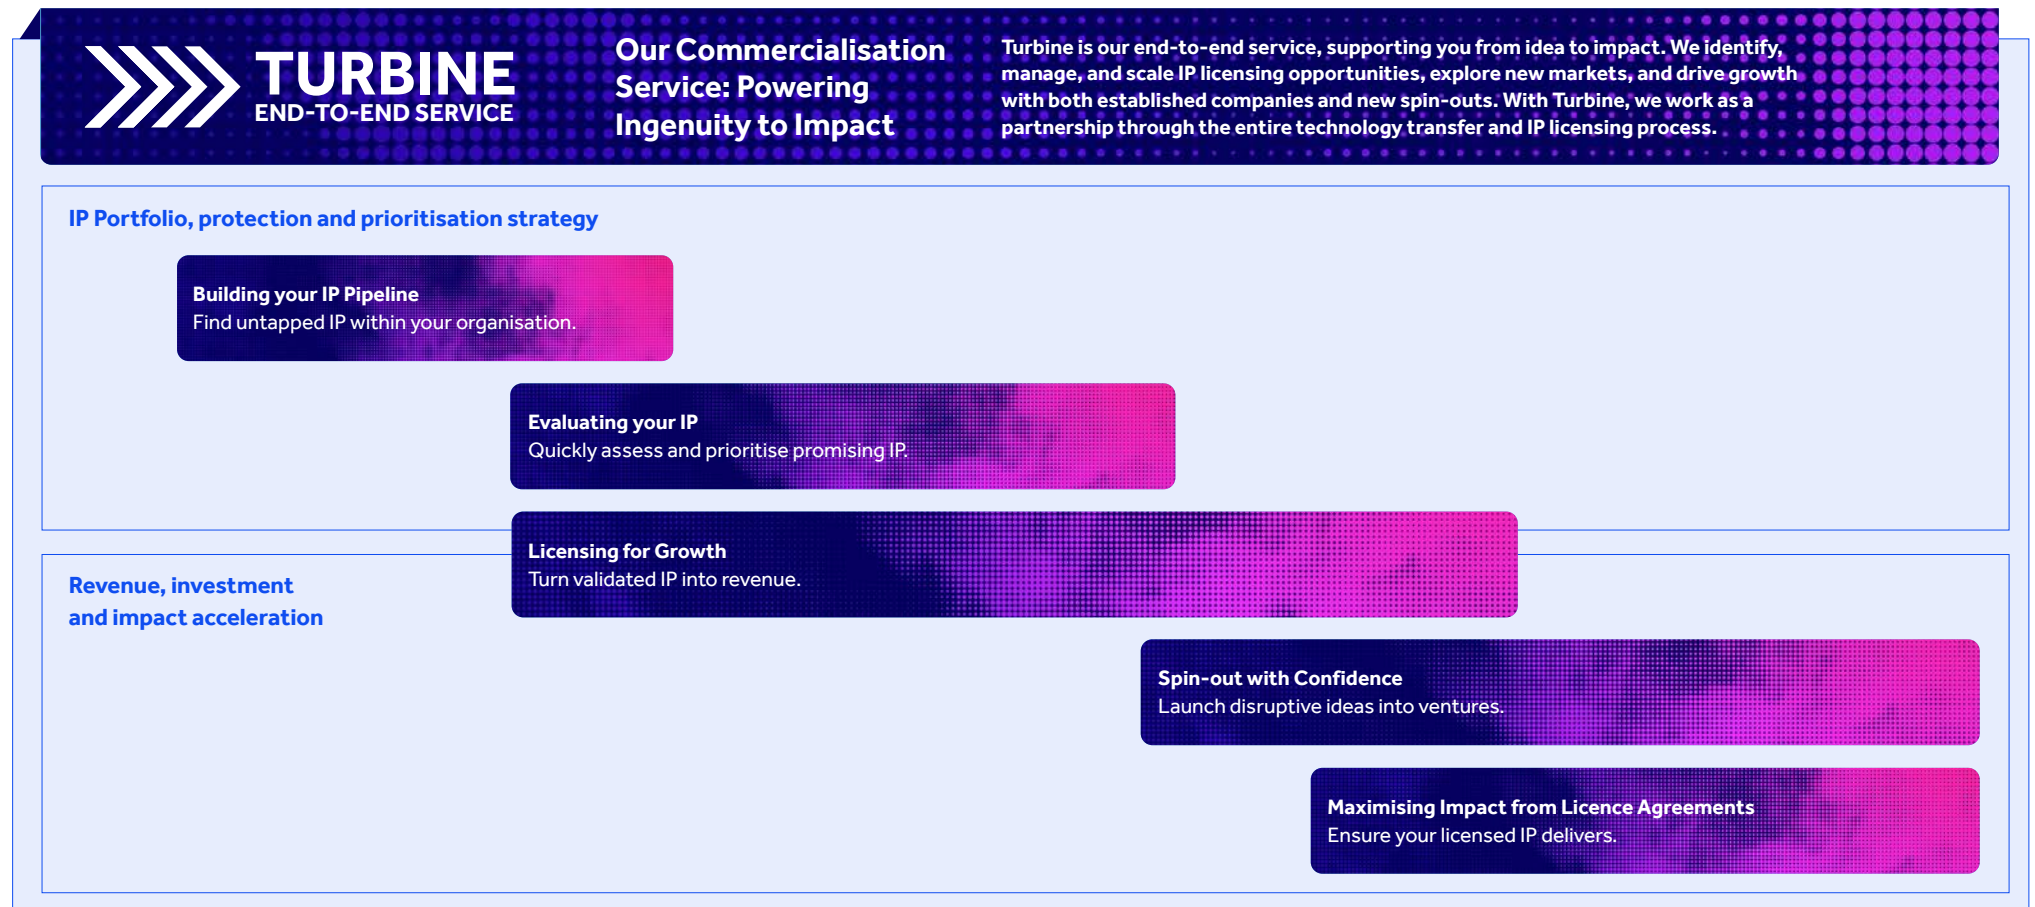 TURBINE
END-TO-END SERVICE
Our Commercialisation
Service: Powering
Ingenuity to Impact
Turbine is our end-to-end service, supporting you from idea to impact. We identify,
manage, and scale IP licensing opportunities, explore new markets, and drive growth
with both established companies and new spin-outs. With Turbine, we work as a
partnership through the entire technology transfer and IP licensing process.
IP Portfolio, protection and prioritisation strategy
Building your IP Pipeline
Find untapped IP within your organisation.
Evaluating your IP
Quickly assess and prioritise promising IP.
Licensing for Growth
Turn validated IP into revenue.
Revenue, investment
and impact acceleration
Spin-out with Confidence
Launch disruptive ideas into ventures.
Maximising Impact from Licence Agreements
Ensure your licensed IP delivers.